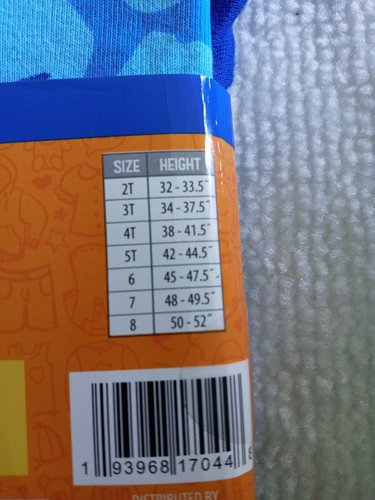 SIZE HEIGHT
2T 32 - 33.5"
3T 34 - 37.5"
4T 38 - 41.5"
5T 42 - 44.5"
6 45 - 47.5"
7 48 - 49.5"
8 50 - 52"
1 93968 17044 8
DISTRIBUTED BY